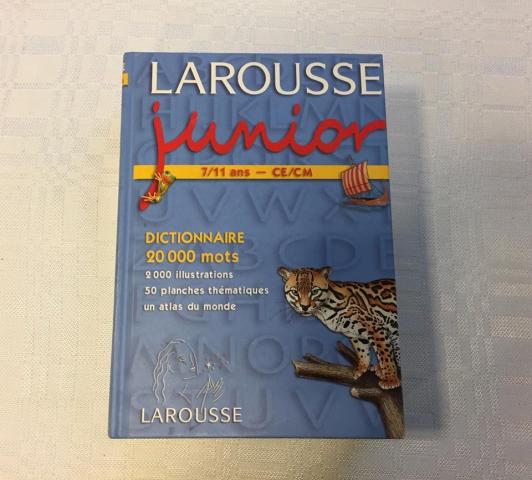 LAROUSSE
junior
7/11 ans — CE/CM
DICTIONNAIRE
20 000 mots
2 000 illustrations
50 planches thématiques
un atlas du monde
LAROUSSE